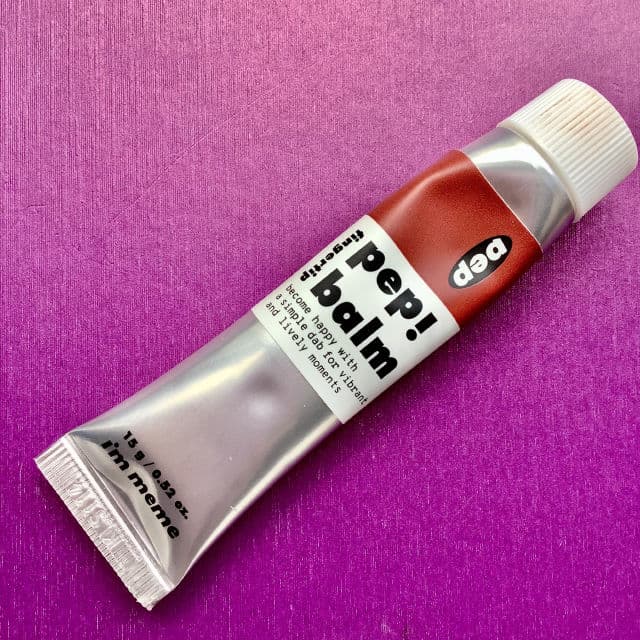 pep
fingertip
pep!
balm
become happy with
a simple dab for vibrant
and lively moments
15 g / 0.52 oz.
i'm meme